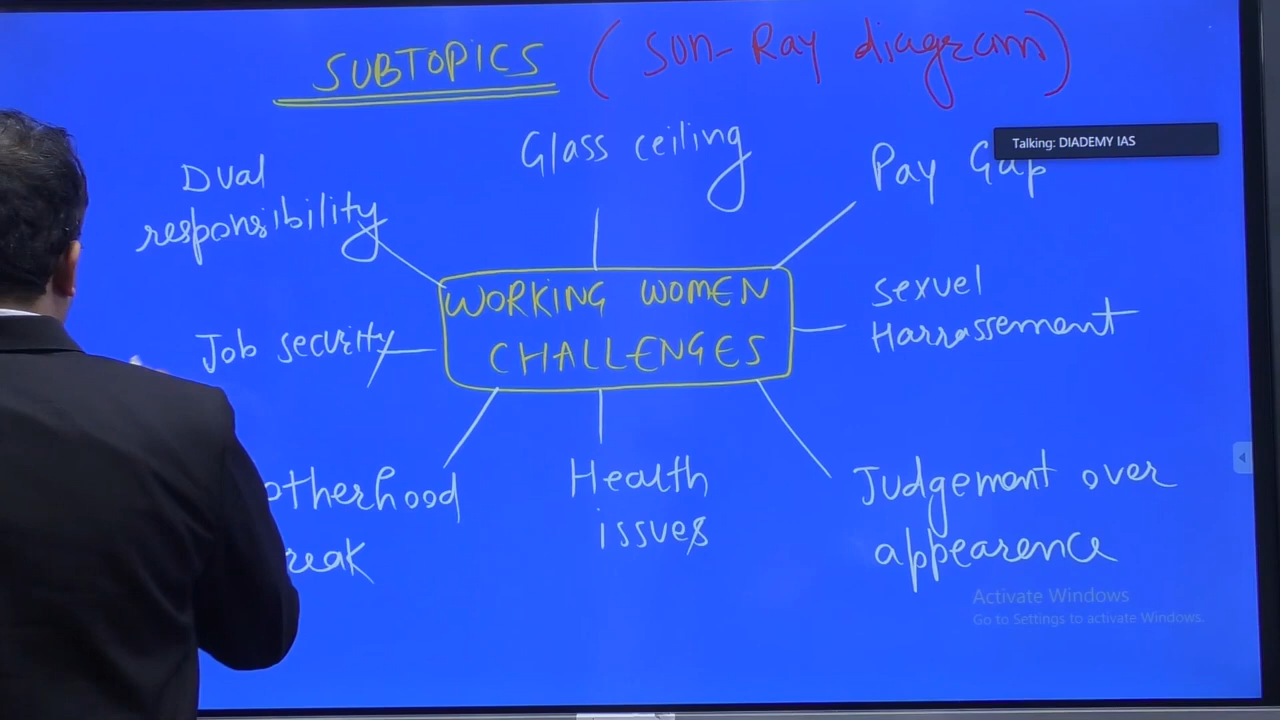 SUBTOPICS (Sun-Ray diagram)
Talking: DIADEMY IAS
Glass ceiling
Pay Gap
Dual
responsibility
WORKING WOMEN
CHALLENGES
Sexuel
Harrassement
Job security
otherhood
reak
Health
issues
Judgement over
appearence
Activate Windows
Go to Settings to activate Windows.